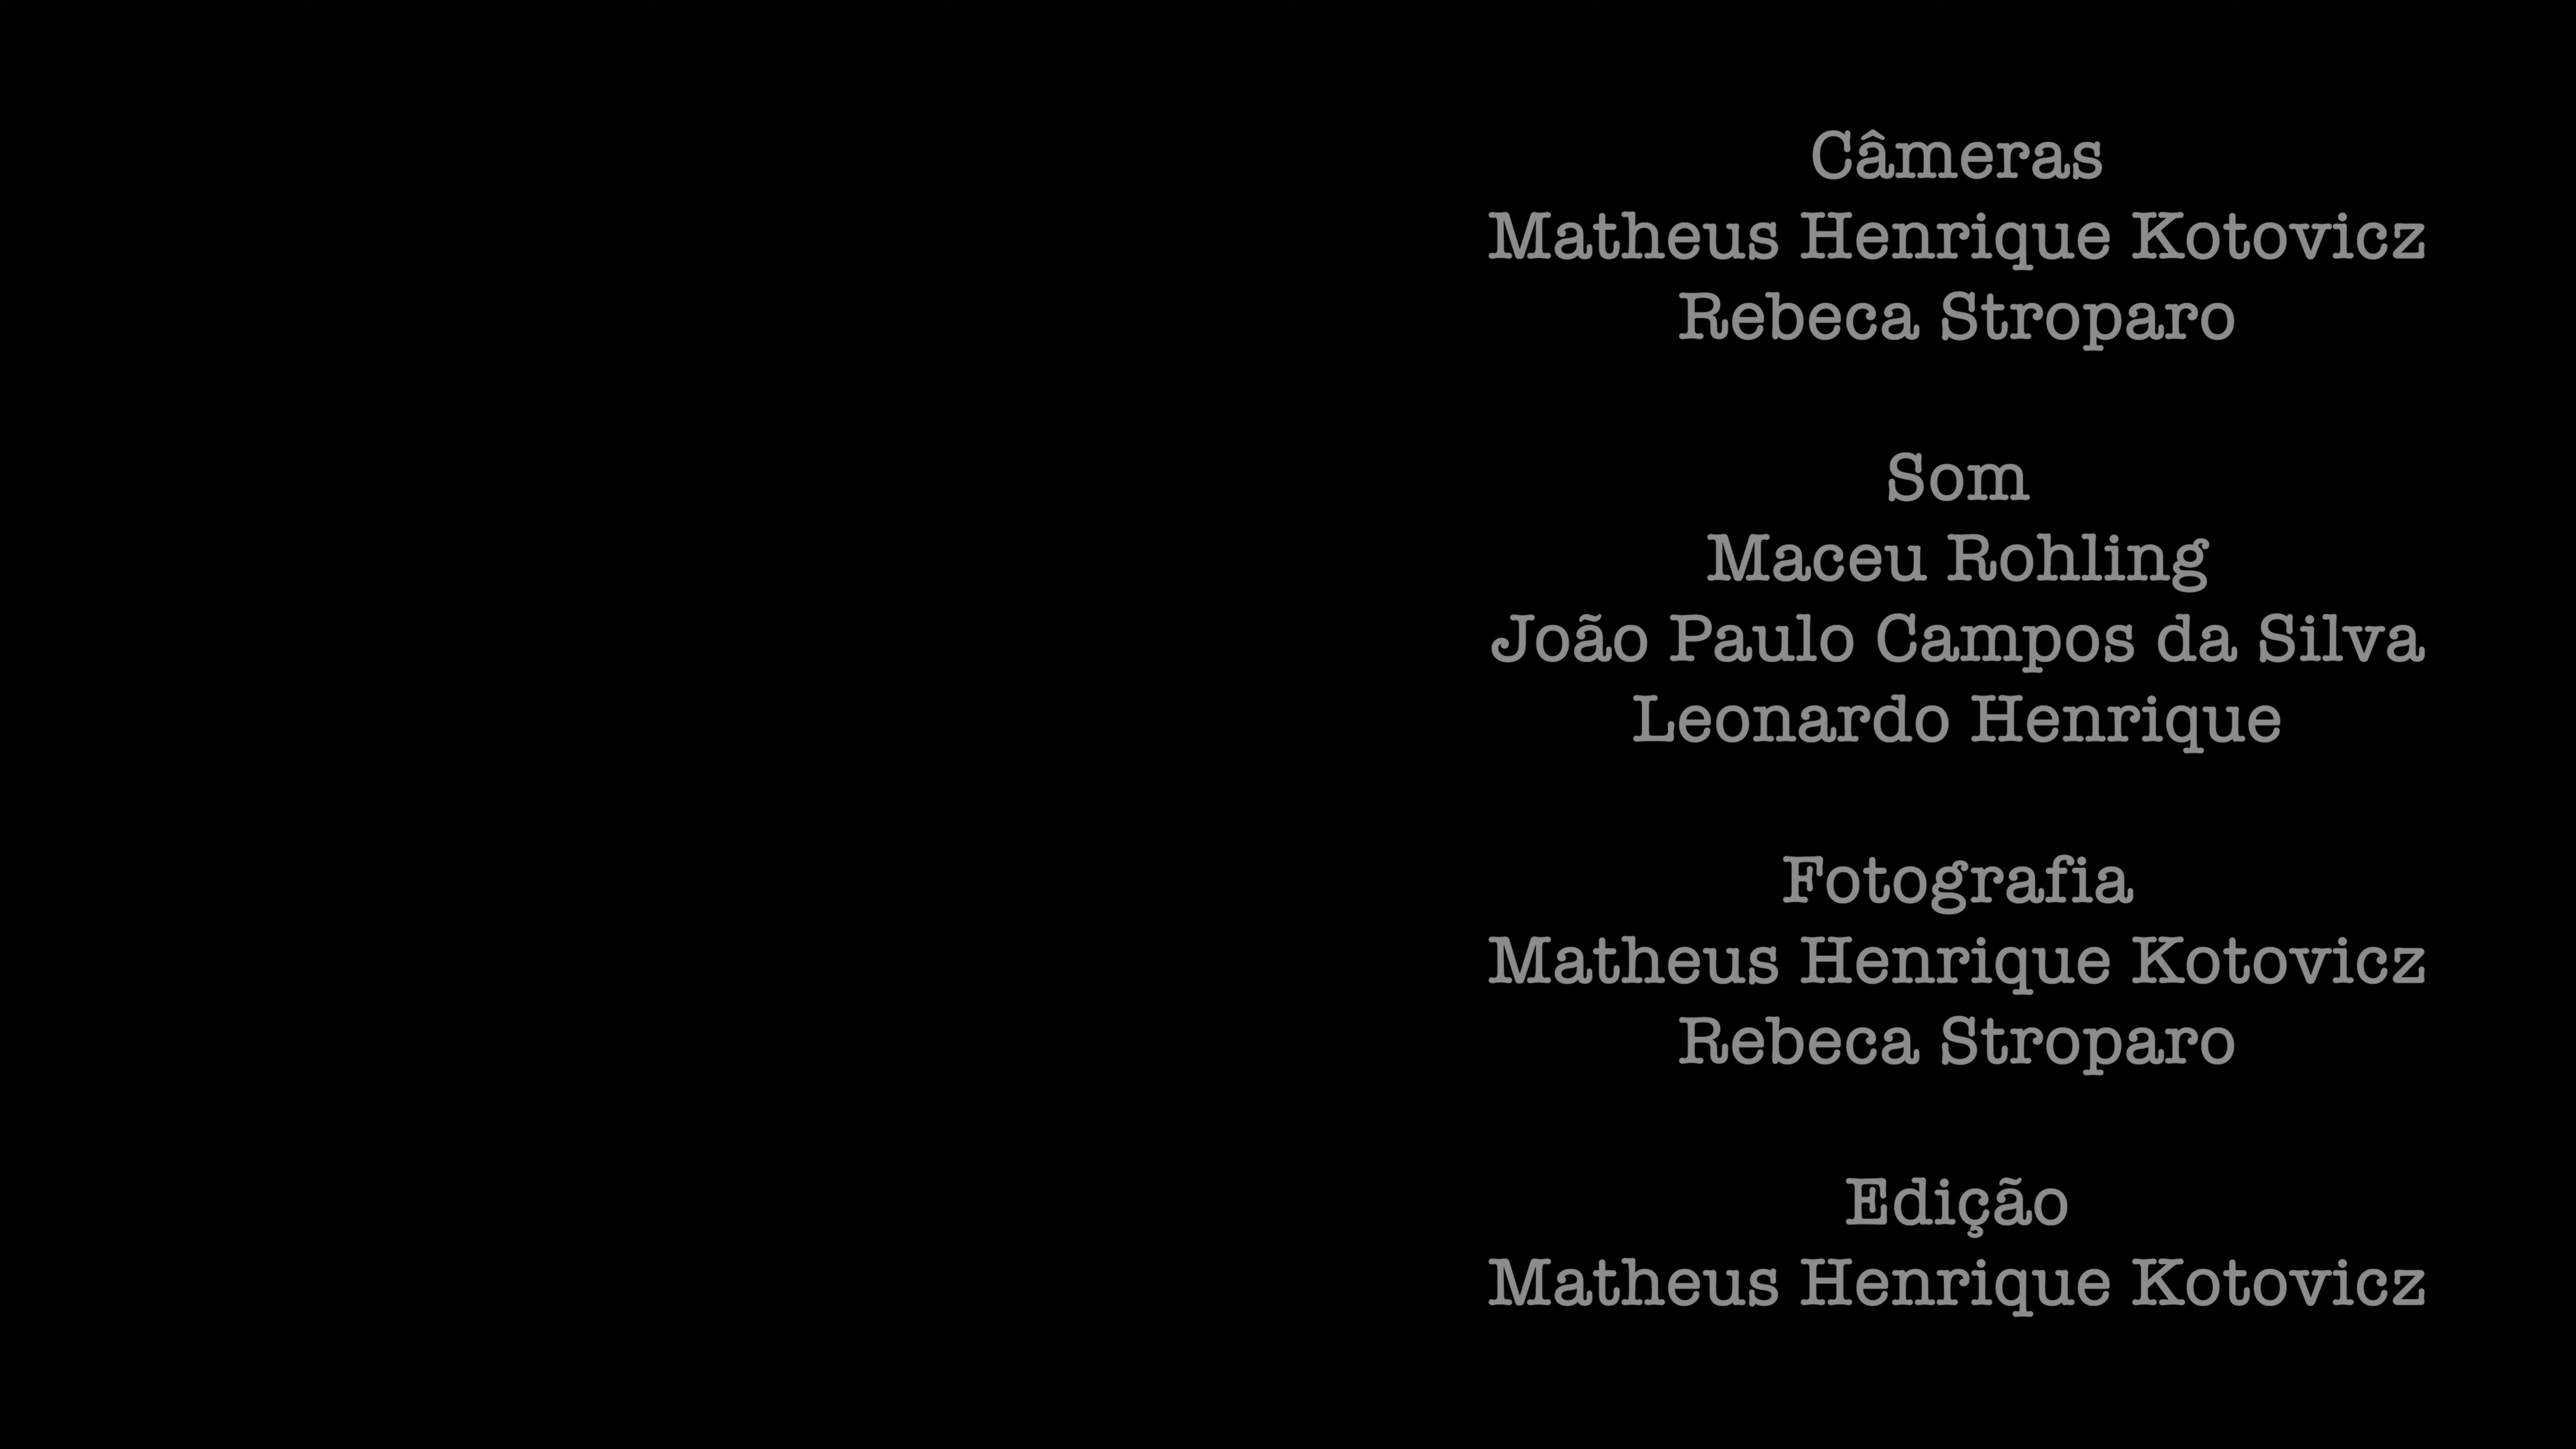 Câmeras
Matheus Henrique Kotovicz
Rebeca Stroparo
Som
Maceu Rohling
João Paulo Campos da Silva
Leonardo Henrique
Fotografia
Matheus Henrique Kotovicz
Rebeca Stroparo
Edição
Matheus Henrique Kotovicz